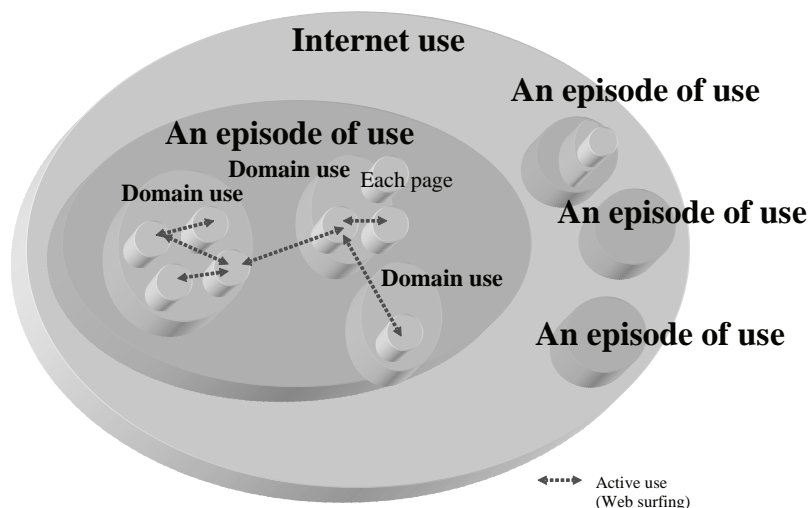 Internet use
An episode of use
An episode of use
Domain use
Each page
Domain use
An episode of use
Domain use
An episode of use
Active use
(Web surfing)